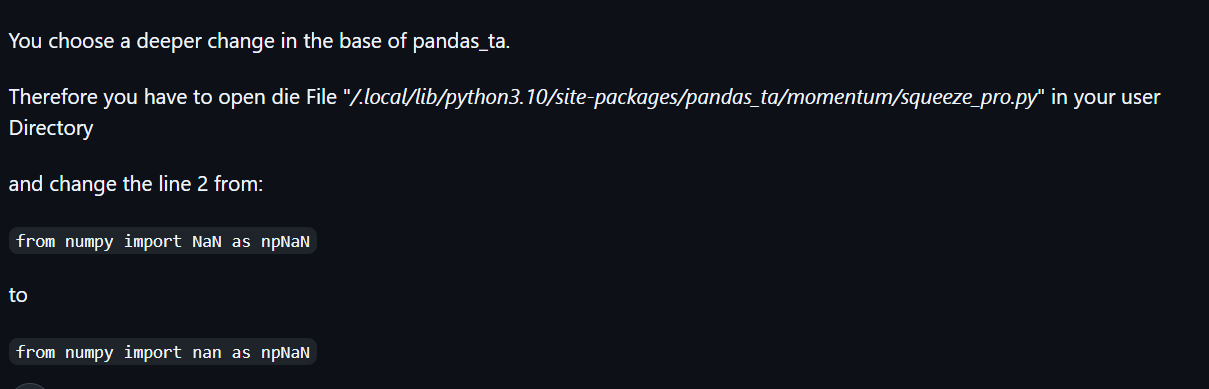 You choose a deeper change in the base of pandas_ta.
Therefore you have to open die File "/.local/lib/python3.10/site-packages/pandas_ta/momentum/squeeze_pro.py" in your user
Directory
and change the line 2 from:
from numpy import NaN as npNaN
to
from numpy import nan as npNaN